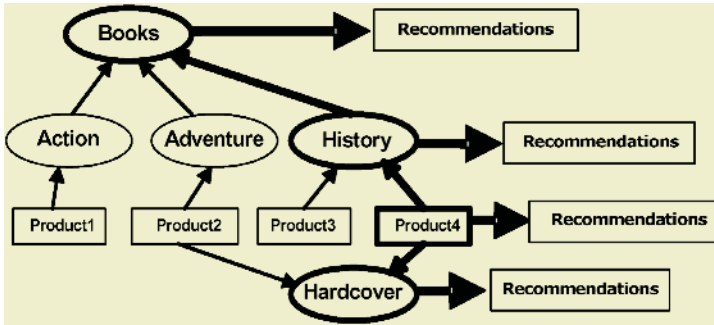 Books
Recommendations
Action
Adventure
History
Recommendations
Product1
Product2
Product3
Product4
Recommendations
Hardcover
Recommendations